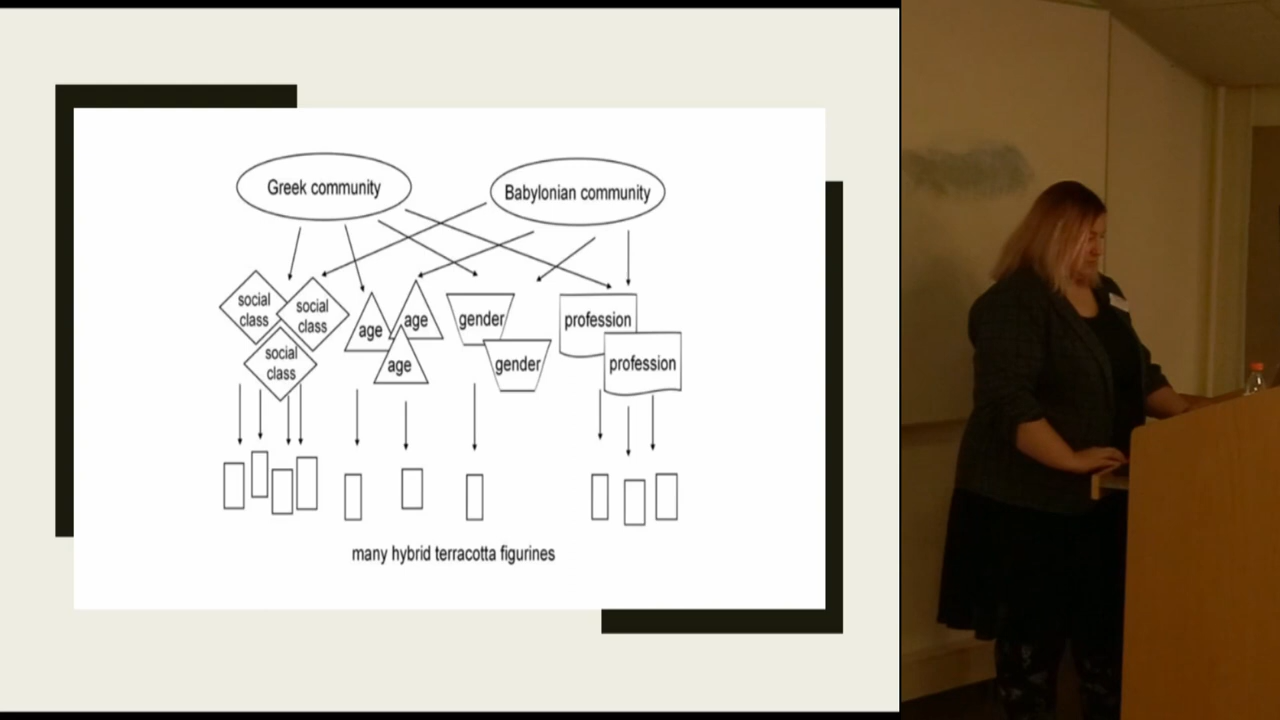 Greek community
Babylonian community
social
class
social
class
social
class
age
age
age
gender
gender
profession
profession
many hybrid terracotta figurines